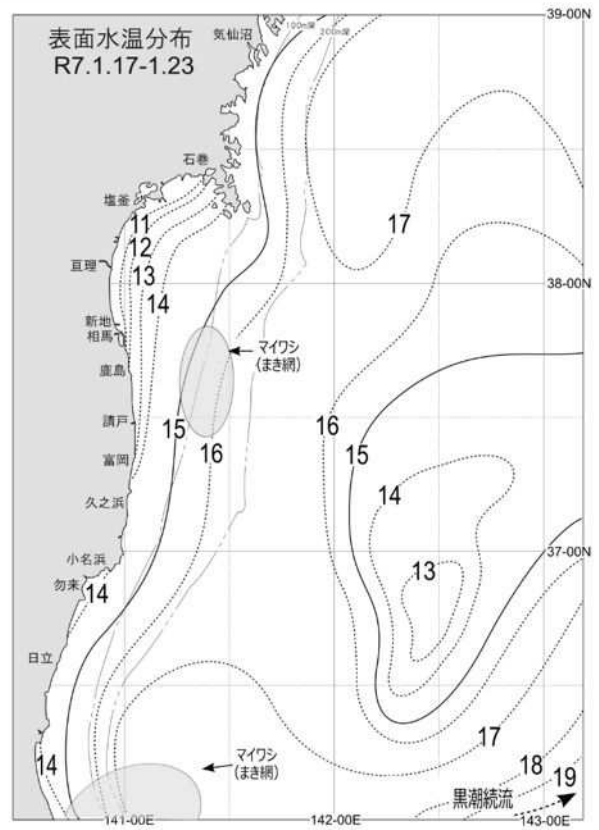 表面水温分布
R7.1.17-1.23
気仙沼
100m深
200m深
39-00N
石巻
塩釜
11
12
亘理
13
14
17
38-00N
新地
相馬
マイワシ
(まき網)
鹿島
請戸
15
16
16
15
富岡
14
久之浜
小名浜
37-00N
13
勿来
14
日立
14
マイワシ
(まき網)
17
18
19
黒潮続流
141-00E
142-00E
143-00E